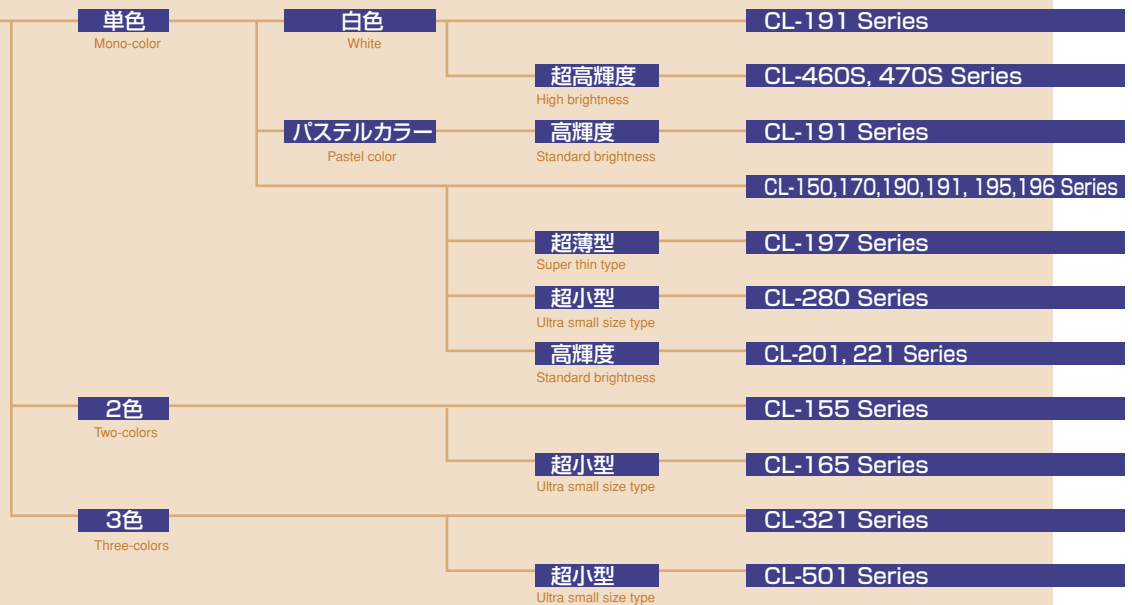 単色
Mono-color
白色
White
CL-191 Series
超高輝度
High brightness
CL-460S, 470S Series
パステルカラー
Pastel color
高輝度
Standard brightness
CL-191 Series
CL-150,170,190,191, 195,196 Series
超薄型
Super thin type
CL-197 Series
超小型
Ultra small size type
CL-280 Series
高輝度
Standard brightness
CL-201, 221 Series
2色
Two-colors
CL-155 Series
超小型
Ultra small size type
CL-165 Series
3色
Three-colors
CL-321 Series
超小型
Ultra small size type
CL-501 Series